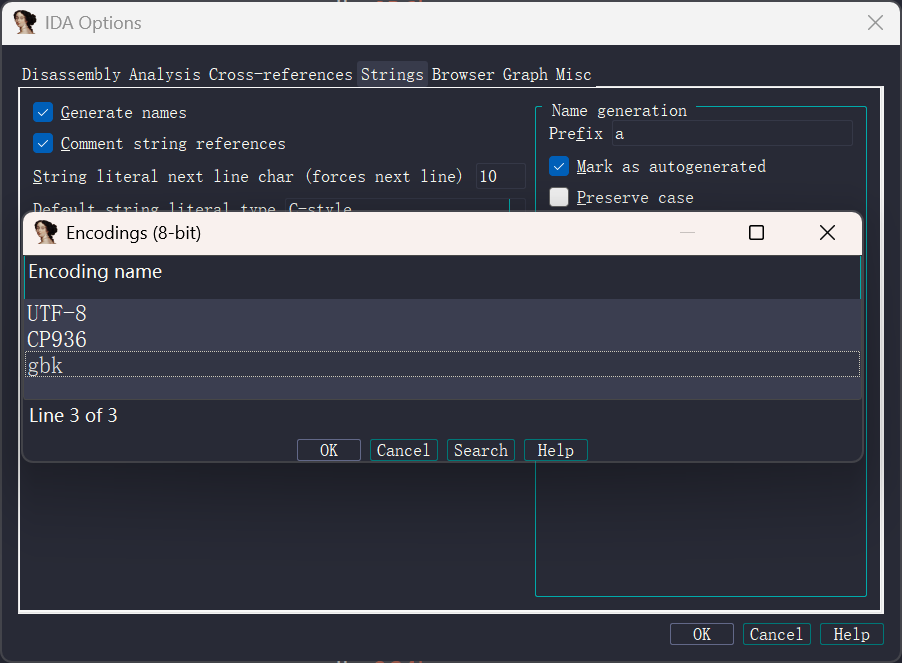 IDA Options
Disassembly Analysis Cross-references Strings Browser Graph Misc
Generate names
Comment string references
String literal next line char (forces next line) 10
Default string literal type C-style
Name generation
Prefix a
Mark as autogenerated
Preserve case
Encodings (8-bit)
Encoding name
UTF-8
CP936
gbk
Line 3 of 3
OK Cancel Search Help
OK Cancel Help